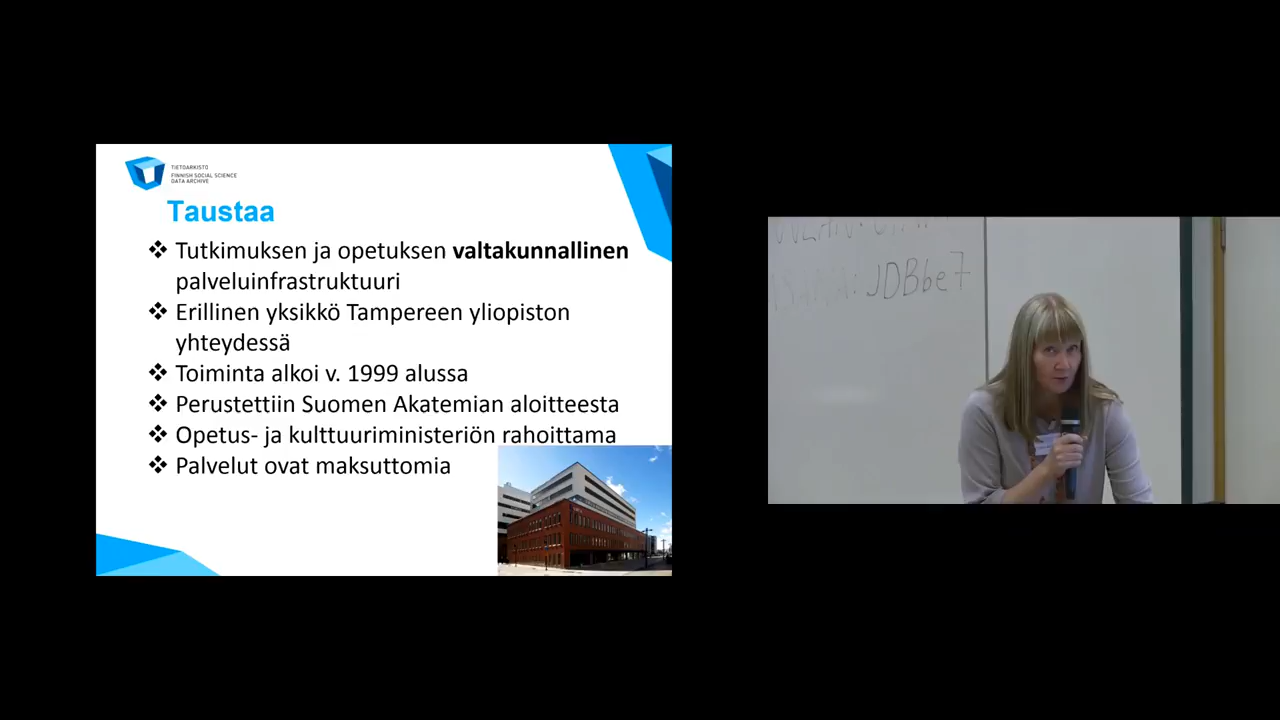 TIETOARKISTO
FINNISH SOCIAL SCIENCE
DATA ARCHIVE
Taustaa
❖ Tutkimuksen ja opetuksen valtakunnallinen
palveluinfrastruktuuri
❖ Erillinen yksikkö Tampereen yliopiston
yhteydessä
❖ Toiminta alkoi v. 1999 alussa
❖ Perustettiin Suomen Akatemian aloitteesta
❖ Opetus- ja kulttuuriministeriön rahoittama
❖ Palvelut ovat maksuttomia
JDBbe7